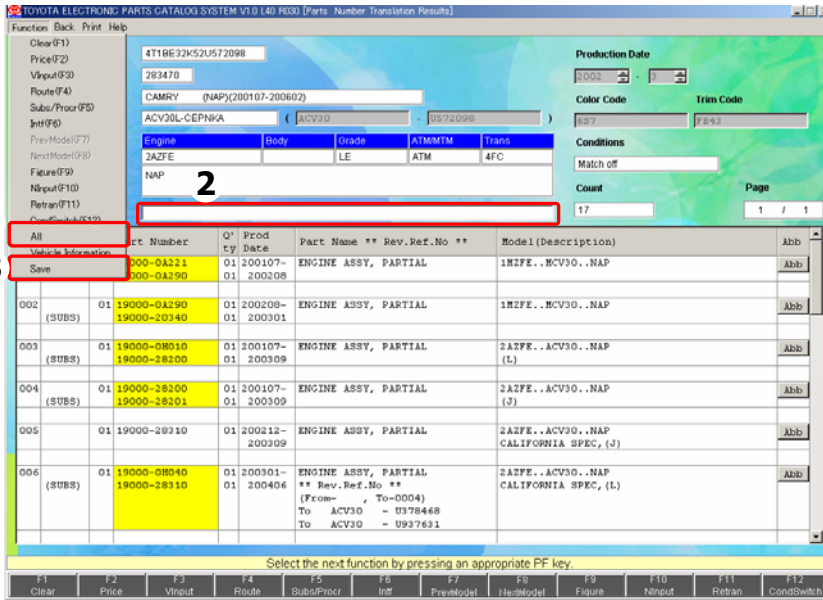 TOYOTA ELECTRONIC PARTS CATALOG SYSTEM V1.0 L40 R030 [Parts Number Translation Results]
Function Back Print Help
Clear(F1)
Price(F2)
VInput(F3)
Route(F4)
Subs/Procr(F5)
Intf(F6)
PrevModel(F7)
NextModel(F8)
Figure(F9)
NInput(F10)
Retran(F11)
CondSwitch(F12)
All
Vehicle Information
Save
4T1BE32K52U572098
283470
CAMRY (NAP)(200107-200602)
ACV30L-CEPNKA ( ACV30 - U572098 )
Engine Body Grade ATM/MTM Trans
2AZFE LE ATM 4FC
NAP
2
Production Date
2002 - 3
Color Code Trim Code
6S7 FB43
Conditions
Match off
Count Page
17 1 / 1
Part Number Q'ty Prod Date Part Name ** Rev.Ref.No ** Model(Description) Abb
19000-0A221 01 200107- ENGINE ASSY, PARTIAL 1MZFE..MCV30..NAP Abb
19000-0A290 01 200208
002 01 19000-0A290 01 200208- ENGINE ASSY, PARTIAL 1MZFE..MCV30..NAP Abb
(SUBS) 19000-20340 01 200301
003 01 19000-0H010 01 200107- ENGINE ASSY, PARTIAL 2AZFE..ACV30..NAP Abb
(SUBS) 19000-28200 01 200309 (L)
004 01 19000-28200 01 200107- ENGINE ASSY, PARTIAL 2AZFE..ACV30..NAP Abb
(SUBS) 19000-28201 01 200309 (J)
005 01 19000-28310 01 200212- ENGINE ASSY, PARTIAL 2AZFE..ACV30..NAP Abb
200309 CALIFORNIA SPEC,(J)
006 01 19000-0H040 01 200301- ENGINE ASSY, PARTIAL 2AZFE..ACV30..NAP Abb
(SUBS) 19000-28310 01 200406 ** Rev.Ref.No ** CALIFORNIA SPEC,(L)
(From- , To-0004)
To ACV30 - U378468
To ACV30 - U937631
Select the next function by pressing an appropriate PF key.
F1 F2 F3 F4 F5 F6 F7 F8 F9 F10 F11 F12
Clear Price VInput Route Subs/Procr Intf PrevModel NextModel Figure NInput Retran CondSwitch